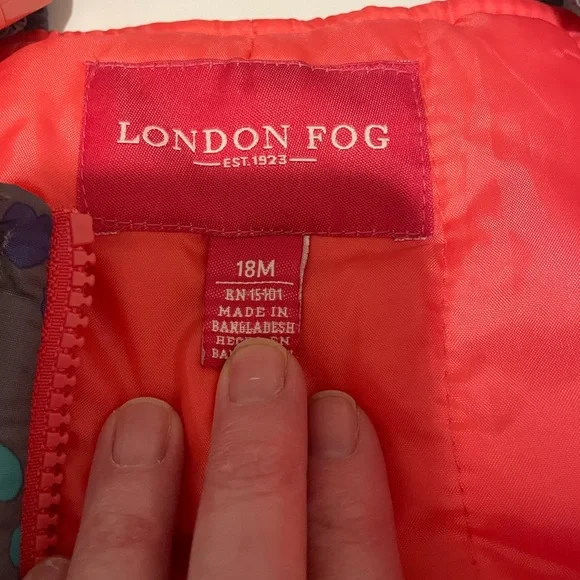 LONDON FOG
EST. 1923
18M
RN 15101
MADE IN
BANGLADESH